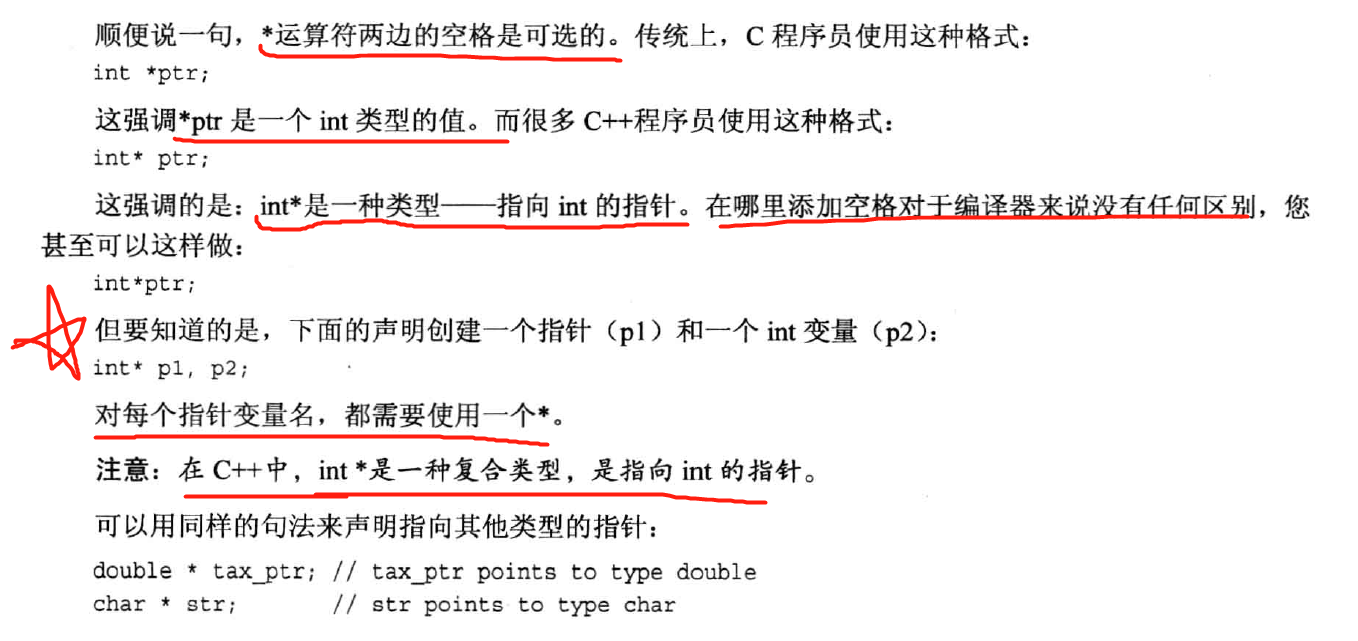 顺便说一句，*运算符两边的空格是可选的。传统上，C 程序员使用这种格式：
int *ptr;
这强调*ptr 是一个 int 类型的值。而很多 C++程序员使用这种格式：
int* ptr;
这强调的是：int*是一种类型——指向 int 的指针。在哪里添加空格对于编译器来说没有任何区别，您
甚至可以这样做：
int*ptr;
但要知道的是，下面的声明创建一个指针（p1）和一个 int 变量（p2）：
int* p1, p2;
对每个指针变量名，都需要使用一个*。
注意：在 C++中，int *是一种复合类型，是指向 int 的指针。
可以用同样的句法来声明指向其他类型的指针：
double * tax_ptr; // tax_ptr points to type double
char * str;       // str points to type char